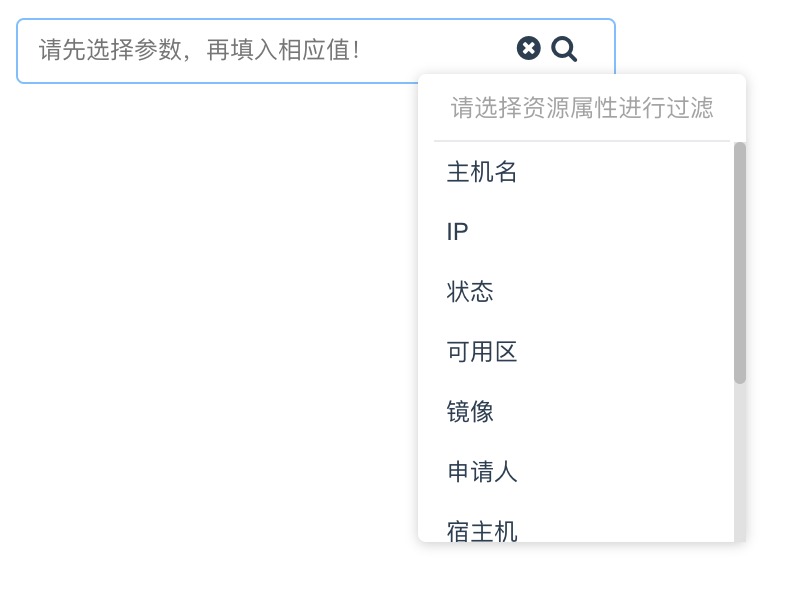 请先选择参数，再填入相应值！
请选择资源属性进行过滤
主机名
IP
状态
可用区
镜像
申请人
宿主机